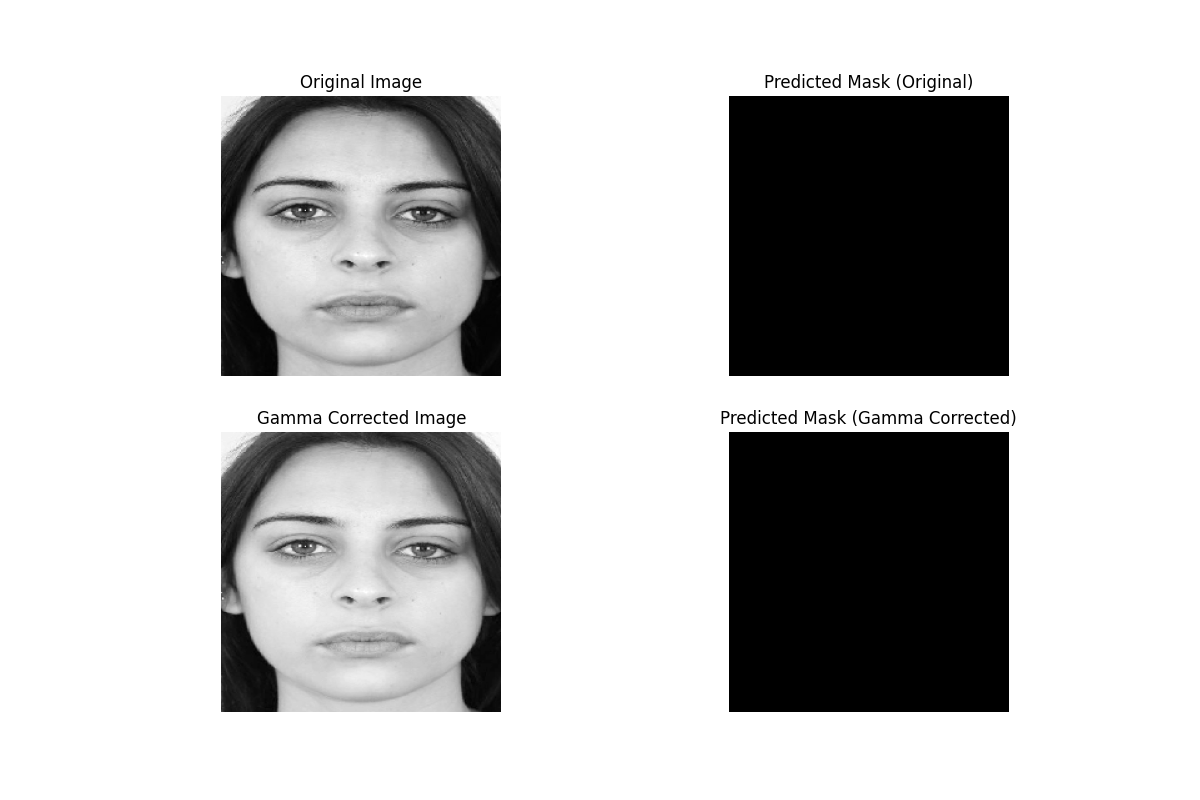 Original Image
Predicted Mask (Original)
Gamma Corrected Image
Predicted Mask (Gamma Corrected)